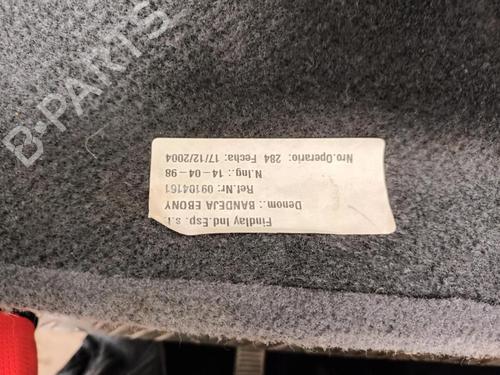 Findlay Ind.Esp. s.l.
Denom.: BANDEJA EBONY
Ref.Nr: 09104161
N.Ing.: 14-04-98
Nro.Operario: 284 Fecha: 17/12/2004
B-PARTS